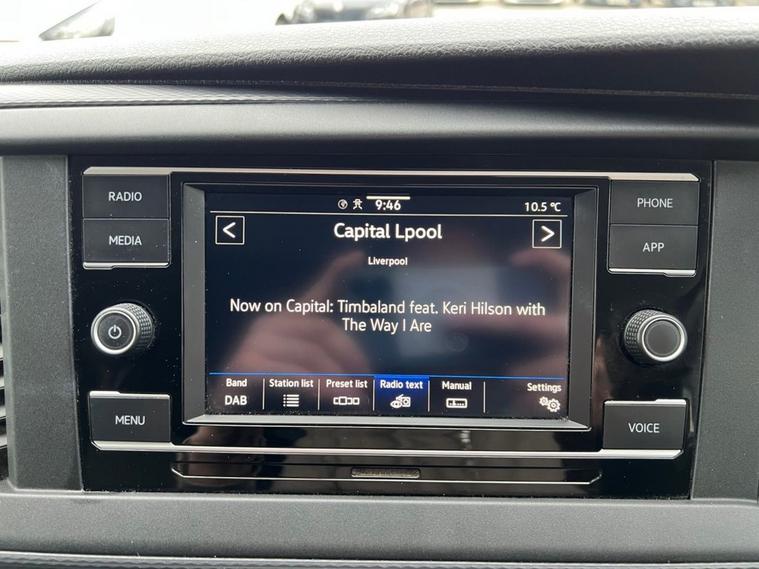 RADIO
MEDIA
MENU
9:46
10.5 °C
<
Capital Lpool
>
Liverpool
Now on Capital: Timbaland feat. Keri Hilson with
The Way I Are
Band
DAB
Station list
Preset list
Radio text
Manual
Settings
PHONE
APP
VOICE